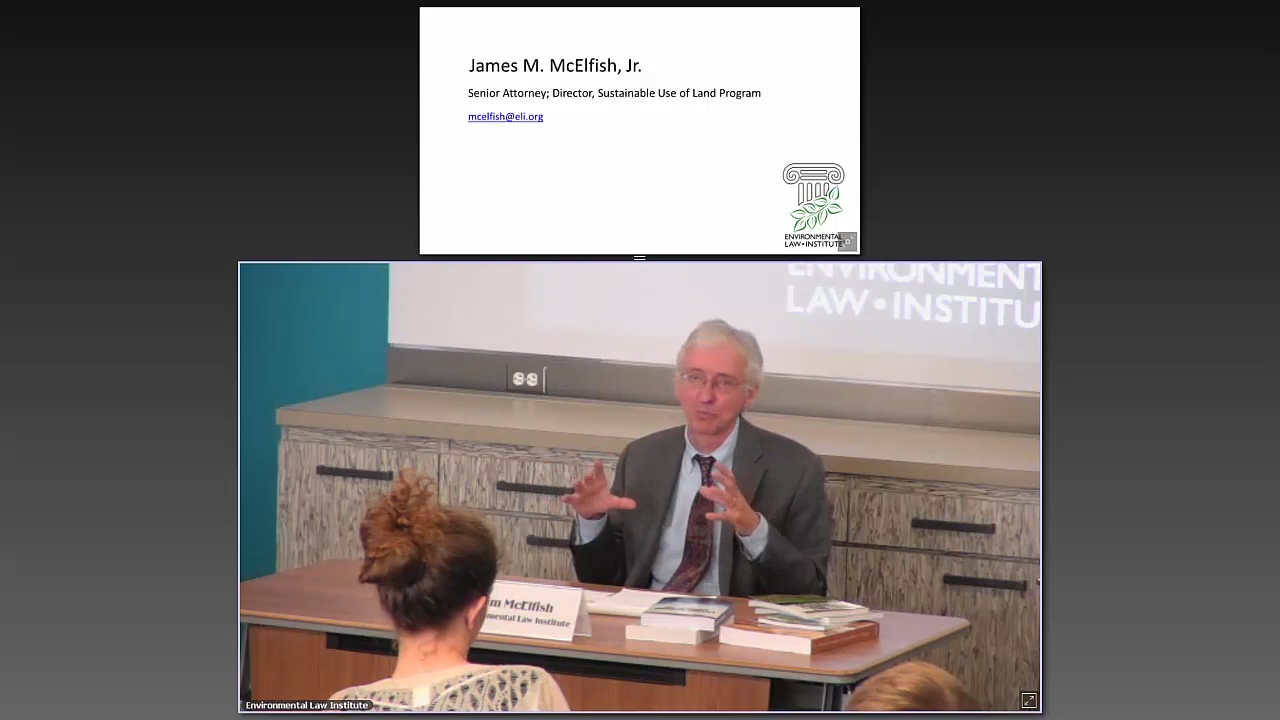 James M. McElfish, Jr.
Senior Attorney; Director, Sustainable Use of Land Program
mcelfish@eli.org
ENVIRONMENTAL
LAW•INSTITUTE
ENVIRONMENT
LAW•INSTITU
m McElfish
mental Law Institute
Environmental Law Institute